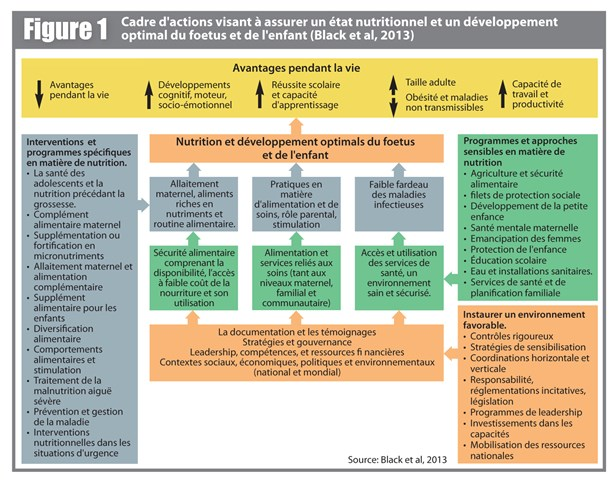 Figure 1
Cadre d'actions visant à assurer un état nutritionnel et un développement
optimal du foetus et de l'enfant (Black et al, 2013)
Avantages pendant la vie
Avantages
pendant la vie
Développements
cognitif, moteur,
socio-émotionnel
Réussite scolaire
et capacité
d'apprentissage
Taille adulte
Obésité et maladies
non transmissibles
Capacité de
travail et
productivité
Interventions et
programmes spécifiques
en matière de nutrition.
• La santé des
adolescents et la
nutrition précédant la
grossesse.
• Complément
alimentaire maternel
• Supplémentation ou
fortification en
micronutriments
• Allaitement maternel et
alimentation
complémentaire
• Supplément
alimentaire pour les
enfants
• Diversification
alimentaire
• Comportements
alimentaires et
stimulation
• Traitement de la
malnutrition aiguë
sévère
• Prévention et gestion
de la maladie
• Interventions
nutritionnelles dans les
situations d'urgence
Nutrition et développement optimals du foetus
et de l'enfant
Allaitement
maternel, aliments
riches en
nutriments et
routine alimentaire.
Pratiques en
matière
d'alimentation et de
soins, rôle parental,
stimulation
Faible fardeau
des maladies
infectieuses
Sécurité alimentaire
comprenant la
disponibilité, l'accès
à faible coût de la
nourriture et son
utilisation
Alimentation et
services reliés aux
soins (tant aux
niveaux maternel,
familial et
communautaire)
Accès et utilisation
des services de
santé, un
environnement
sain et sécurisé.
La documentation et les témoignages
Stratégies et gouvernance
Leadership, compétences, et ressources fi nancières
Contextes sociaux, économiques, politiques et environnementaux
(national et mondial)
Programmes et approches
sensibles en matière de
nutrition
• Agriculture et sécurité
alimentaire
• filets de protection sociale
• Développement de la petite
enfance
• Santé mentale maternelle
• Emancipation des femmes
• Protection de l'enfance
• Éducation scolaire
• Eau et installations sanitaires.
• Services de santé et de
planification familiale
Instaurer un environnement
favorable.
• Contrôles rigoureux
• Stratégies de sensibilisation
• Coordinations horizontale et
verticale
• Responsabilité,
réglementions incitatives,
législation
• Programmes de leadership
• Investissements dans les
capacités
• Mobilisation des ressources
nationales
Source: Black et al, 2013